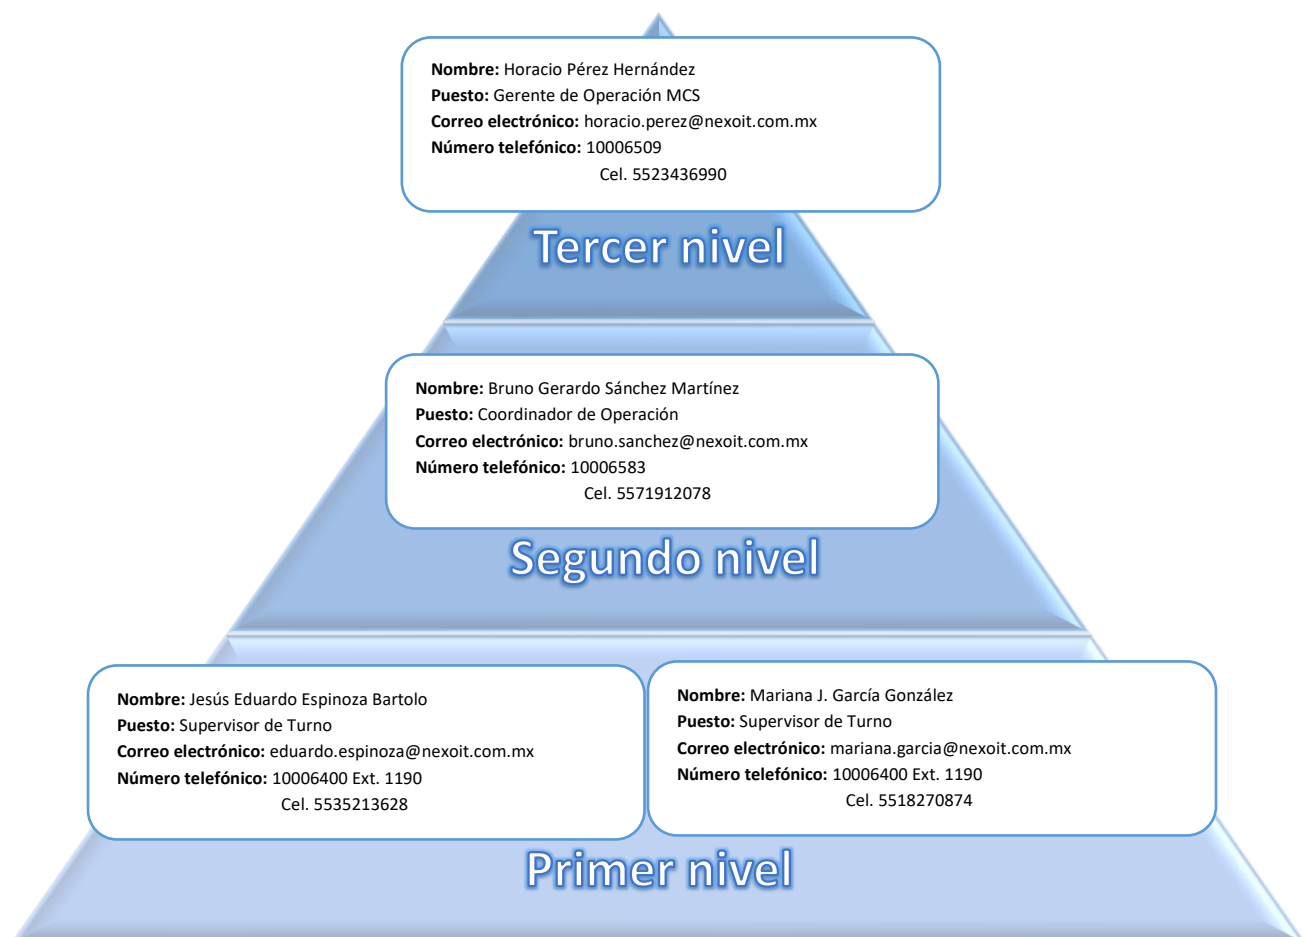 Nombre: Horacio Pérez Hernández
Puesto: Gerente de Operación MCS
Correo electrónico: horacio.perez@nexoit.com.mx
Número telefónico: 10006509
Cel. 5523436990
Tercer nivel
Nombre: Bruno Gerardo Sánchez Martínez
Puesto: Coordinador de Operación
Correo electrónico: bruno.sanchez@nexoit.com.mx
Número telefónico: 10006583
Cel. 5571912078
Segundo nivel
Nombre: Jesús Eduardo Espinoza Bartolo
Puesto: Supervisor de Turno
Correo electrónico: eduardo.espinoza@nexoit.com.mx
Número telefónico: 10006400 Ext. 1190
Cel. 5535213628
Nombre: Mariana J. García González
Puesto: Supervisor de Turno
Correo electrónico: mariana.garcia@nexoit.com.mx
Número telefónico: 10006400 Ext. 1190
Cel. 5518270874
Primer nivel